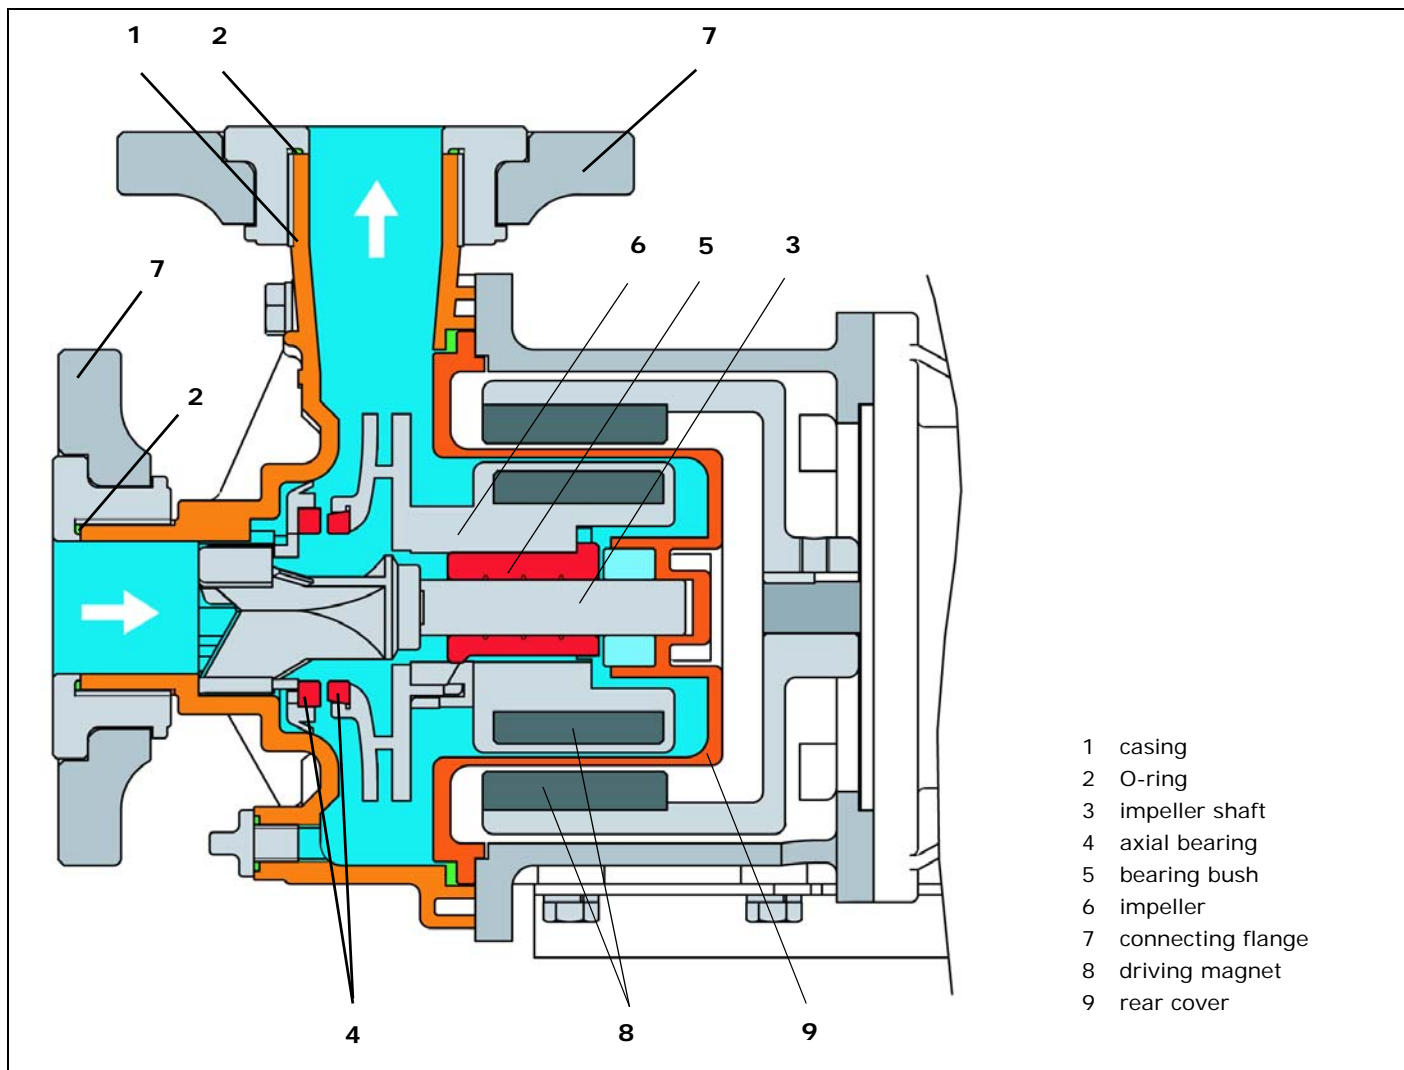 1 2 7
6 5 3
7
2
4 8 9
1 casing
2 O-ring
3 impeller shaft
4 axial bearing
5 bearing bush
6 impeller
7 connecting flange
8 driving magnet
9 rear cover